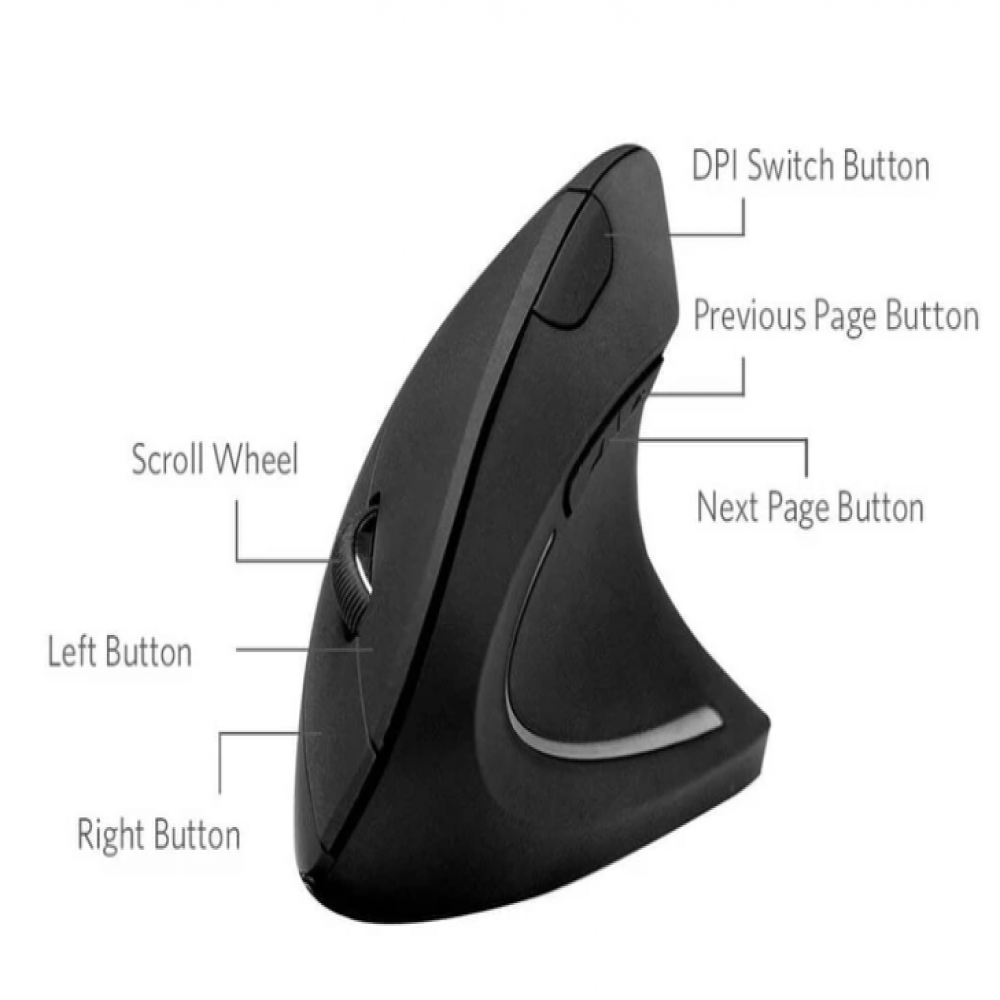 DPI Switch Button
Previous Page Button
Scroll Wheel
Next Page Button
Left Button
Right Button